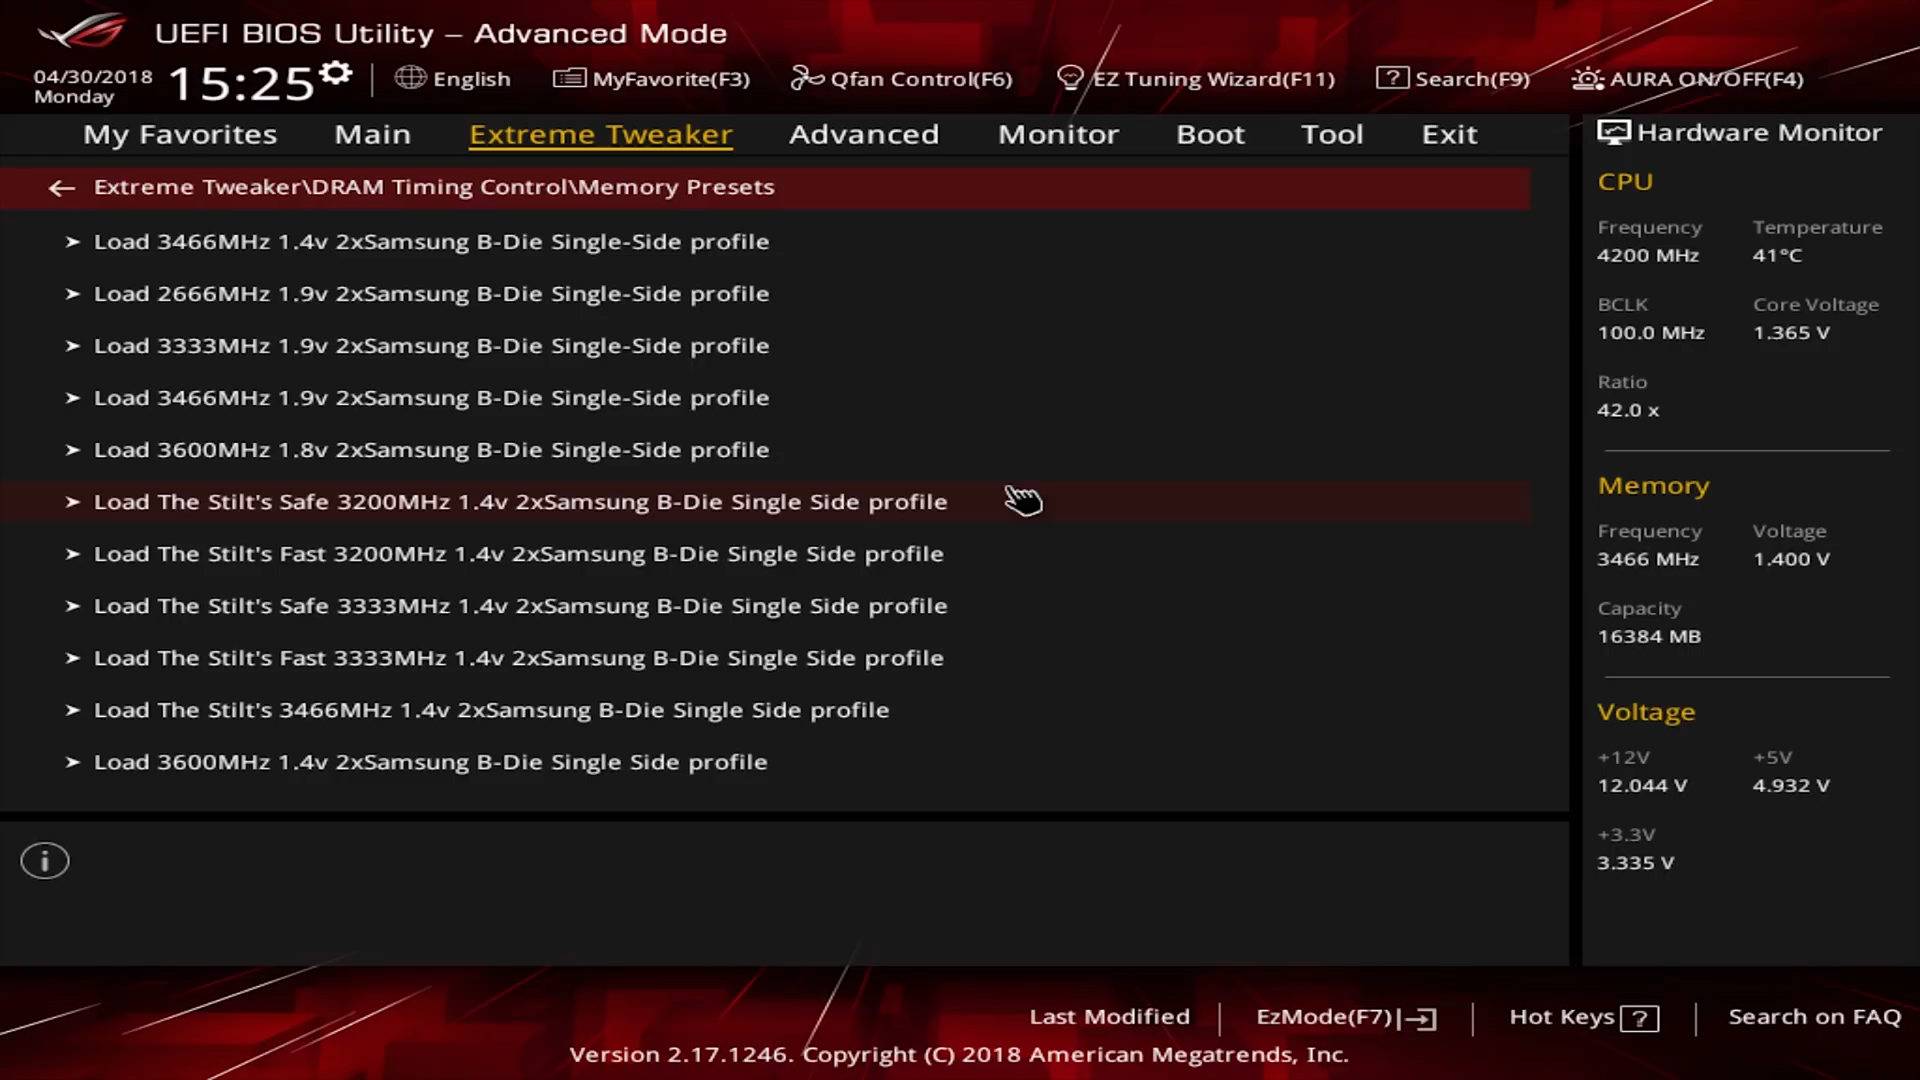 UEFI BIOS Utility – Advanced Mode
04/30/2018
Monday
15:25
English
MyFavorite(F3)
Qfan Control(F6)
EZ Tuning Wizard(F11)
? Search(F9)
AURA ON/OFF(F4)
My Favorites Main Extreme Tweaker Advanced Monitor Boot Tool Exit
Extreme Tweaker\DRAM Timing Control\Memory Presets
Load 3466MHz 1.4v 2xSamsung B-Die Single-Side profile
Load 2666MHz 1.9v 2xSamsung B-Die Single-Side profile
Load 3333MHz 1.9v 2xSamsung B-Die Single-Side profile
Load 3466MHz 1.9v 2xSamsung B-Die Single-Side profile
Load 3600MHz 1.8v 2xSamsung B-Die Single-Side profile
Load The Stilt's Safe 3200MHz 1.4v 2xSamsung B-Die Single Side profile
Load The Stilt's Fast 3200MHz 1.4v 2xSamsung B-Die Single Side profile
Load The Stilt's Safe 3333MHz 1.4v 2xSamsung B-Die Single Side profile
Load The Stilt's Fast 3333MHz 1.4v 2xSamsung B-Die Single Side profile
Load The Stilt's 3466MHz 1.4v 2xSamsung B-Die Single Side profile
Load 3600MHz 1.4v 2xSamsung B-Die Single Side profile
i
Hardware Monitor
CPU
Frequency Temperature
4200 MHz 41°C
BCLK Core Voltage
100.0 MHz 1.365 V
Ratio
42.0 x
Memory
Frequency Voltage
3466 MHz 1.400 V
Capacity
16384 MB
Voltage
+12V +5V
12.044 V 4.932 V
+3.3V
3.335 V
Last Modified
EzMode(F7)
Hot Keys ?
Search on FAQ
Version 2.17.1246. Copyright (C) 2018 American Megatrends, Inc.